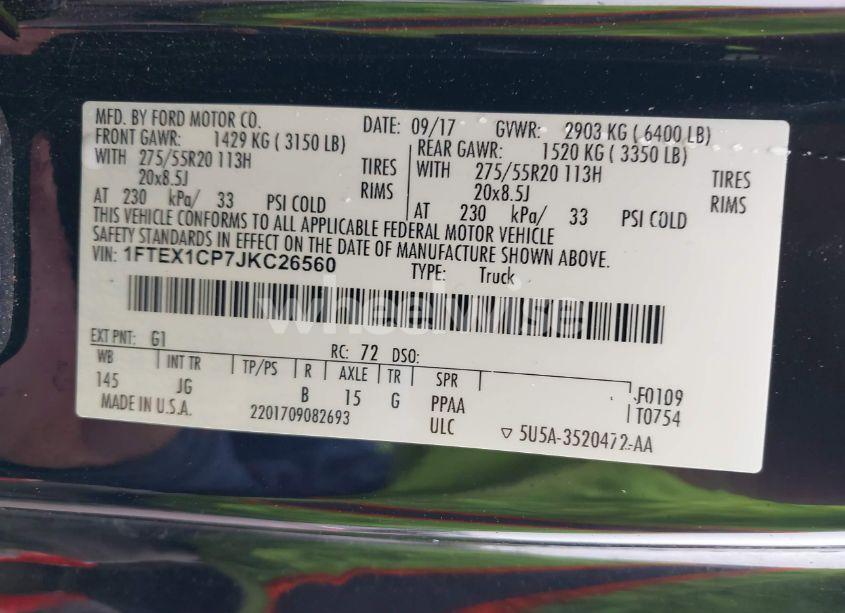 MFD. BY FORD MOTOR CO. DATE: 09/17 GVWR: 2903 KG ( 6400 LB)
FRONT GAWR: 1429 KG ( 3150 LB) REAR GAWR: 1520 KG ( 3350 LB)
WITH 275/55R20 113H TIRES WITH 275/55R20 113H TIRES
20x8.5J RIMS 20x8.5J RIMS
AT 230 kPa/ 33 PSI COLD AT 230 kPa/ 33 PSI COLD
THIS VEHICLE CONFORMS TO ALL APPLICABLE FEDERAL MOTOR VEHICLE
SAFETY STANDARDS IN EFFECT ON THE DATE OF MANUFACTURE SHOWN ABOVE.
VIN: 1FTEX1CP7JKC26560 TYPE: Truck
wheelwise
EXT PNT: G1 RC: 72 DSO:
WB INT TR TP/PS R AXLE TR SPR
145 JG B 15 G PPAA F0109
MADE IN U.S.A. 2201709082693 ULC T0754
▽ 5U5A-3520472-AA